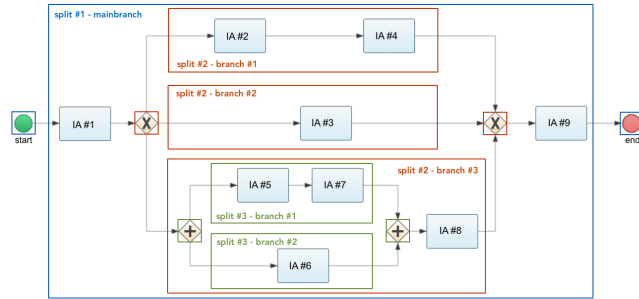 split #1 - mainbranch
IA #2
IA #4
split #2 - branch #1
split #2 - branch #2
start
IA #1
X
IA #3
X
IA #9
end
split #2 - branch #3
IA #5
IA #7
split #3 - branch #1
+
+
IA #8
split #3 - branch #2
IA #6